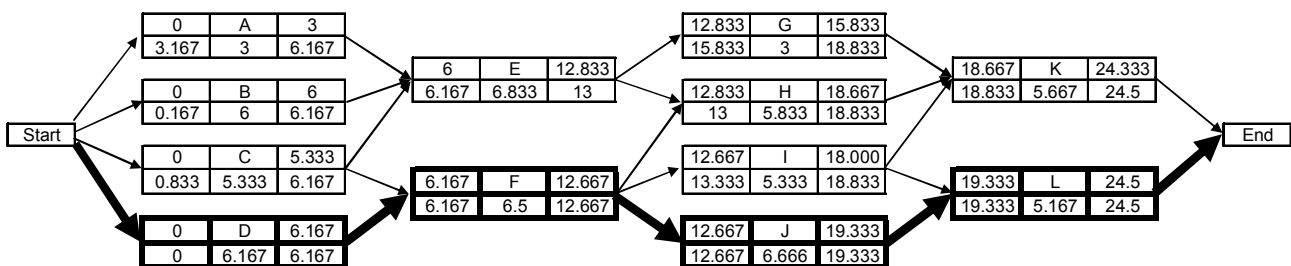 0 A 3
3.167 3 6.167
0 B 6
0.167 6 6.167
Start
0 C 5.333
0.833 5.333 6.167
0 D 6.167
0 6.167 6.167
6 E 12.833
6.167 6.833 13
6.167 F 12.667
6.167 6.5 12.667
12.833 G 15.833
15.833 3 18.833
12.833 H 18.667
13 5.833 18.833
12.667 I 18.000
13.333 5.333 18.833
12.667 J 19.333
12.667 6.666 19.333
18.667 K 24.333
18.833 5.667 24.5
19.333 L 24.5
19.333 5.167 24.5
End